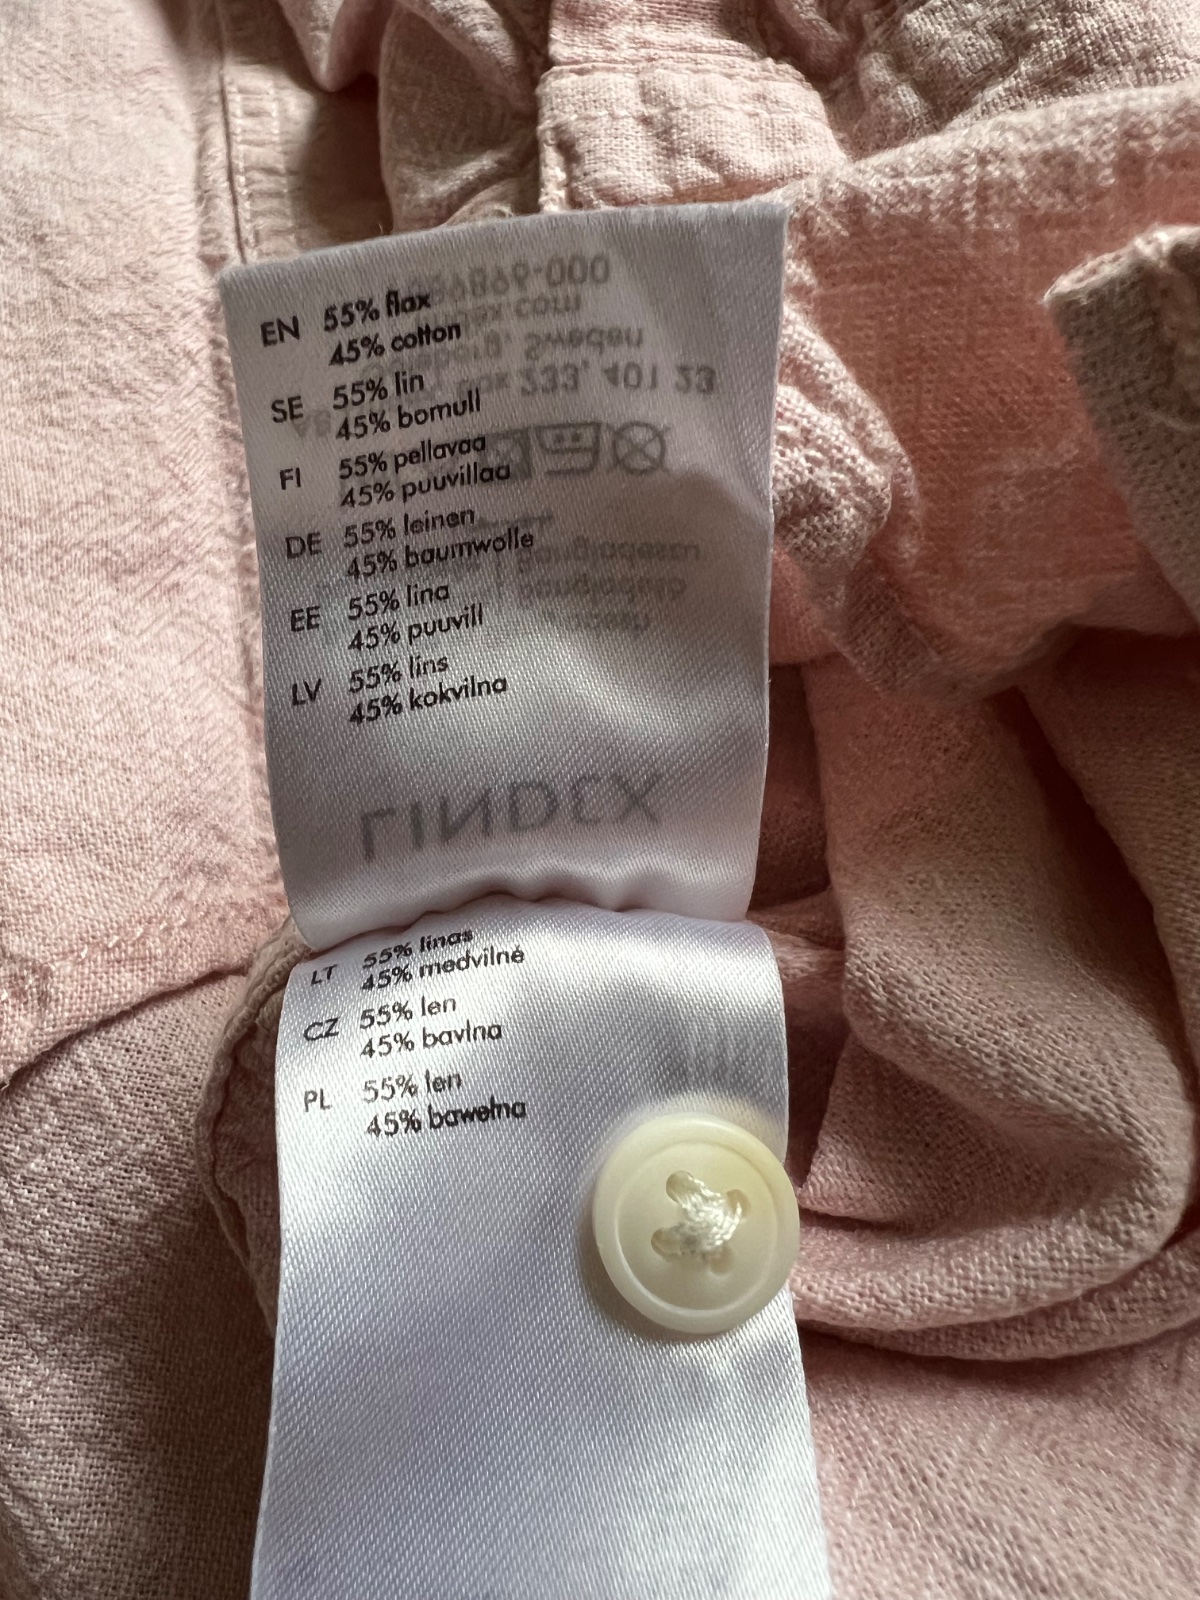 EN 55% flax
45% cotton
SE 55% lin
45% bomull
FI 55% pellavaa
45% puuvillaa
DE 55% leinen
45% baumwolle
EE 55% lina
45% puuvill
LV 55% lins
45% kokvilna
LINDEX
LT 55% linas
45% medvilnė
CZ 55% len
45% bavlna
PL 55% len
45% bawełna